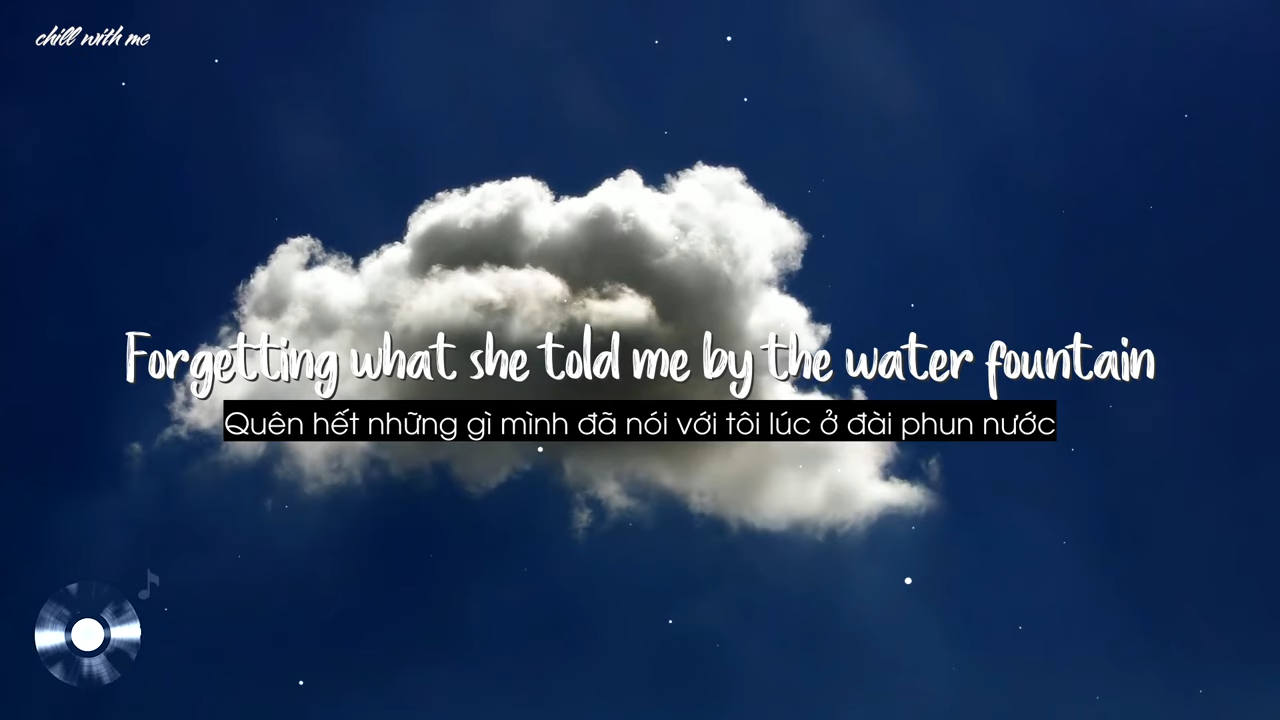 chill with me
Forgetting what she told me by the water fountain
Quên hết những gì mình đã nói với tôi lúc ở đài phun nước